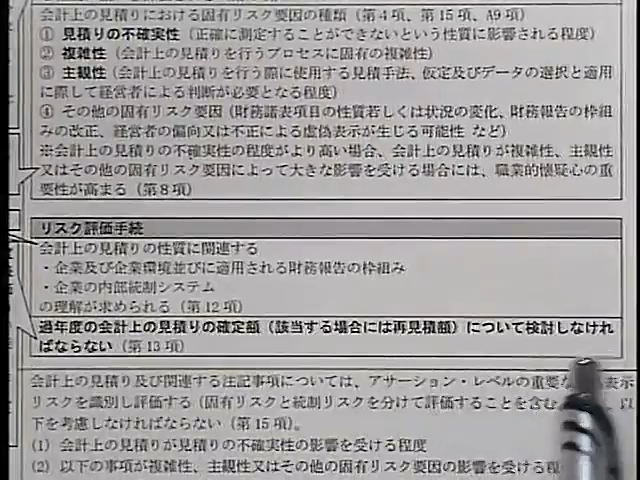 会計上の見積りにおける固有リスク要因の種類（第４項、第15項、A9項）
① 見積りの不確実性（正確に測定することができないという性質に影響される程度）
② 複雑性（会計上の見積りを行うプロセスに固有の複雑性）
③ 主観性（会計上の見積りを行う際に使用する見積手法、仮定及びデータの選択と適用
に際して経営者による判断が必要となる程度）
④ その他の固有リスク要因（財務諸表項目の性質若しくは状況の変化、財務報告の枠組
みの改正、経営者の偏向又は不正による虚偽表示が生じる可能性 など）
※会計上の見積りの不確実性の程度がより高い場合、会計上の見積りが複雑性、主観性
又はその他の固有リスク要因によって大きな影響を受ける場合には、職業的懐疑心の重
要性が高まる（第８項）
リスク評価手続
会計上の見積りの性質に関連する
・企業及び企業環境並びに適用される財務報告の枠組み
・企業の内部統制システム
の理解が求められる（第12項）
過年度の会計上の見積りの確定額（該当する場合には再見積額）について検討しなけれ
ばならない（第13項）
会計上の見積り及び関連する注記事項については、アサーション・レベルの重要な 表示
リスクを識別し評価する（固有リスクと統制リスクを分けて評価することを含む 以
下を考慮しなければならない（第15項）。
(1) 会計上の見積りが見積りの不確実性の影響を受ける程度
(2) 以下の事項が複雑性、主観性又はその他の固有リスク要因の影響を受ける程